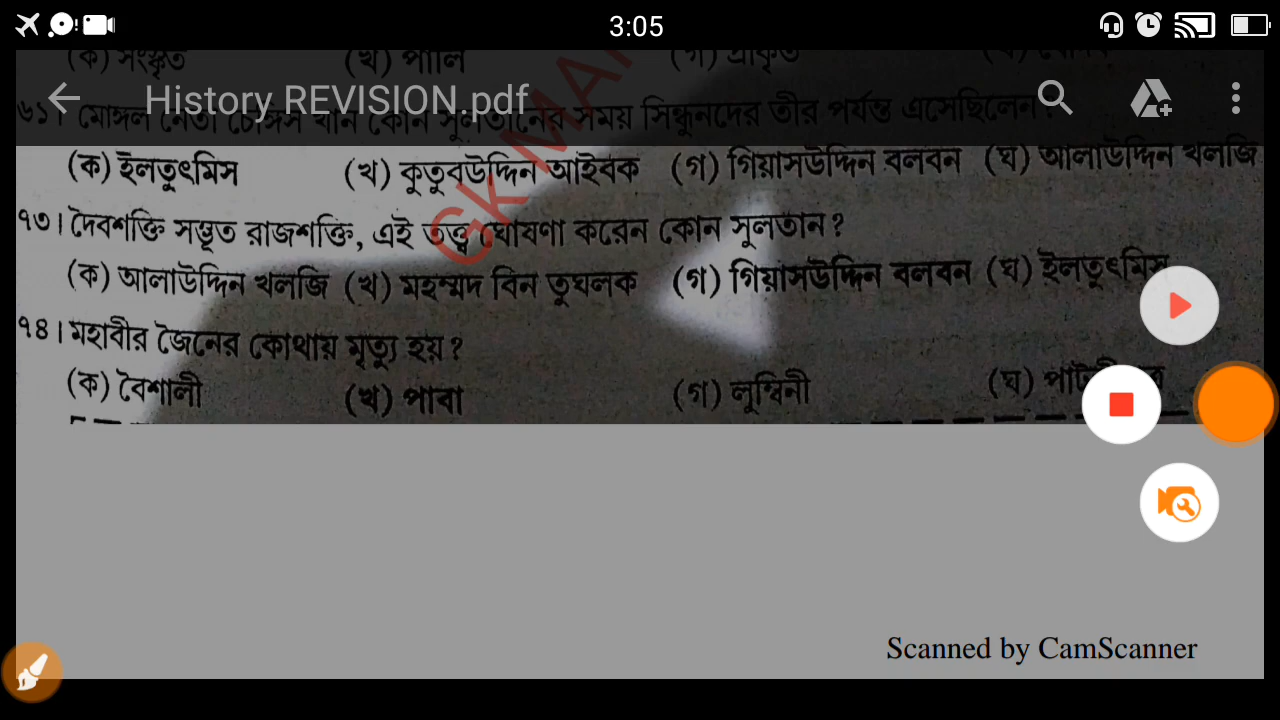 3:05
(ক) সংস্কৃত (খ) পালি (গ) প্রাকৃত
History REVISION.pdf
৬১। মোঙ্গল নেতা চেঙ্গিস খান কোন সুলতানের সময় সিন্ধুনদের তীর পর্যন্ত এসেছিলেন?
(ক) ইলতুৎমিস (খ) কুতুবউদ্দিন আইবক (গ) গিয়াসউদ্দিন বলবন (ঘ) আলাউদ্দিন খলজি
GK
৭৩। দৈবশক্তি সম্ভূত রাজশক্তি, এই তত্ত্ব ঘোষণা করেন কোন সুলতান?
(ক) আলাউদ্দিন খলজি (খ) মহম্মদ বিন তুঘলক (গ) গিয়াসউদ্দিন বলবন (ঘ) ইলতুৎমিস
৭৪। মহাবীর জৈনের কোথায় মৃত্যু হয়?
(ক) বৈশালী (খ) পাবা (গ) লুম্বিনী (ঘ)
Scanned by CamScanner